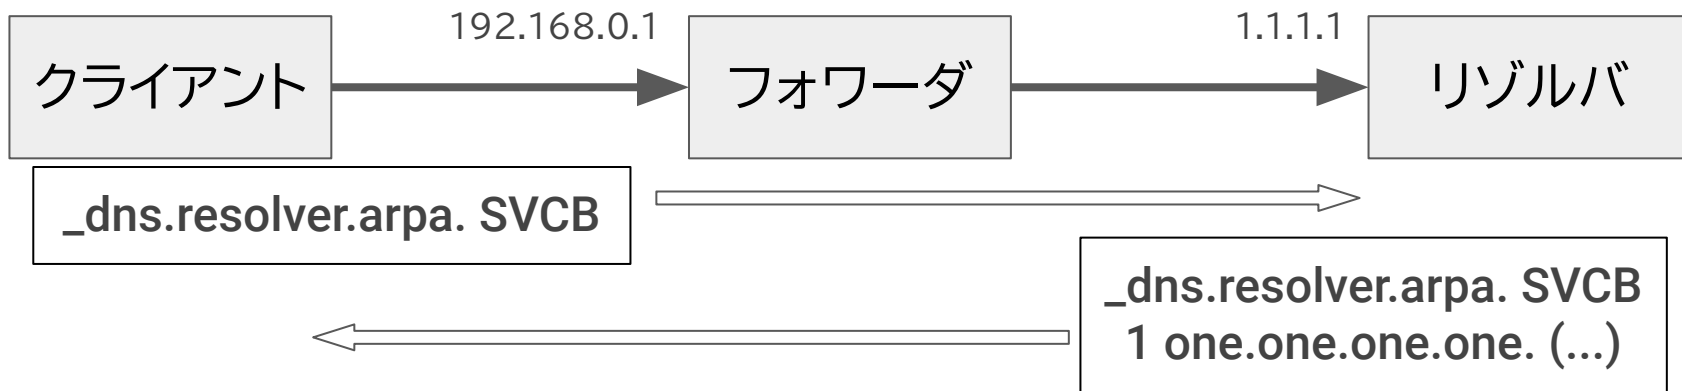 192.168.0.1
1.1.1.1
クライアント
フォワーダ
リゾルバ
_dns.resolver.arpa. SVCB
_dns.resolver.arpa. SVCB
1 one.one.one.one. (...)